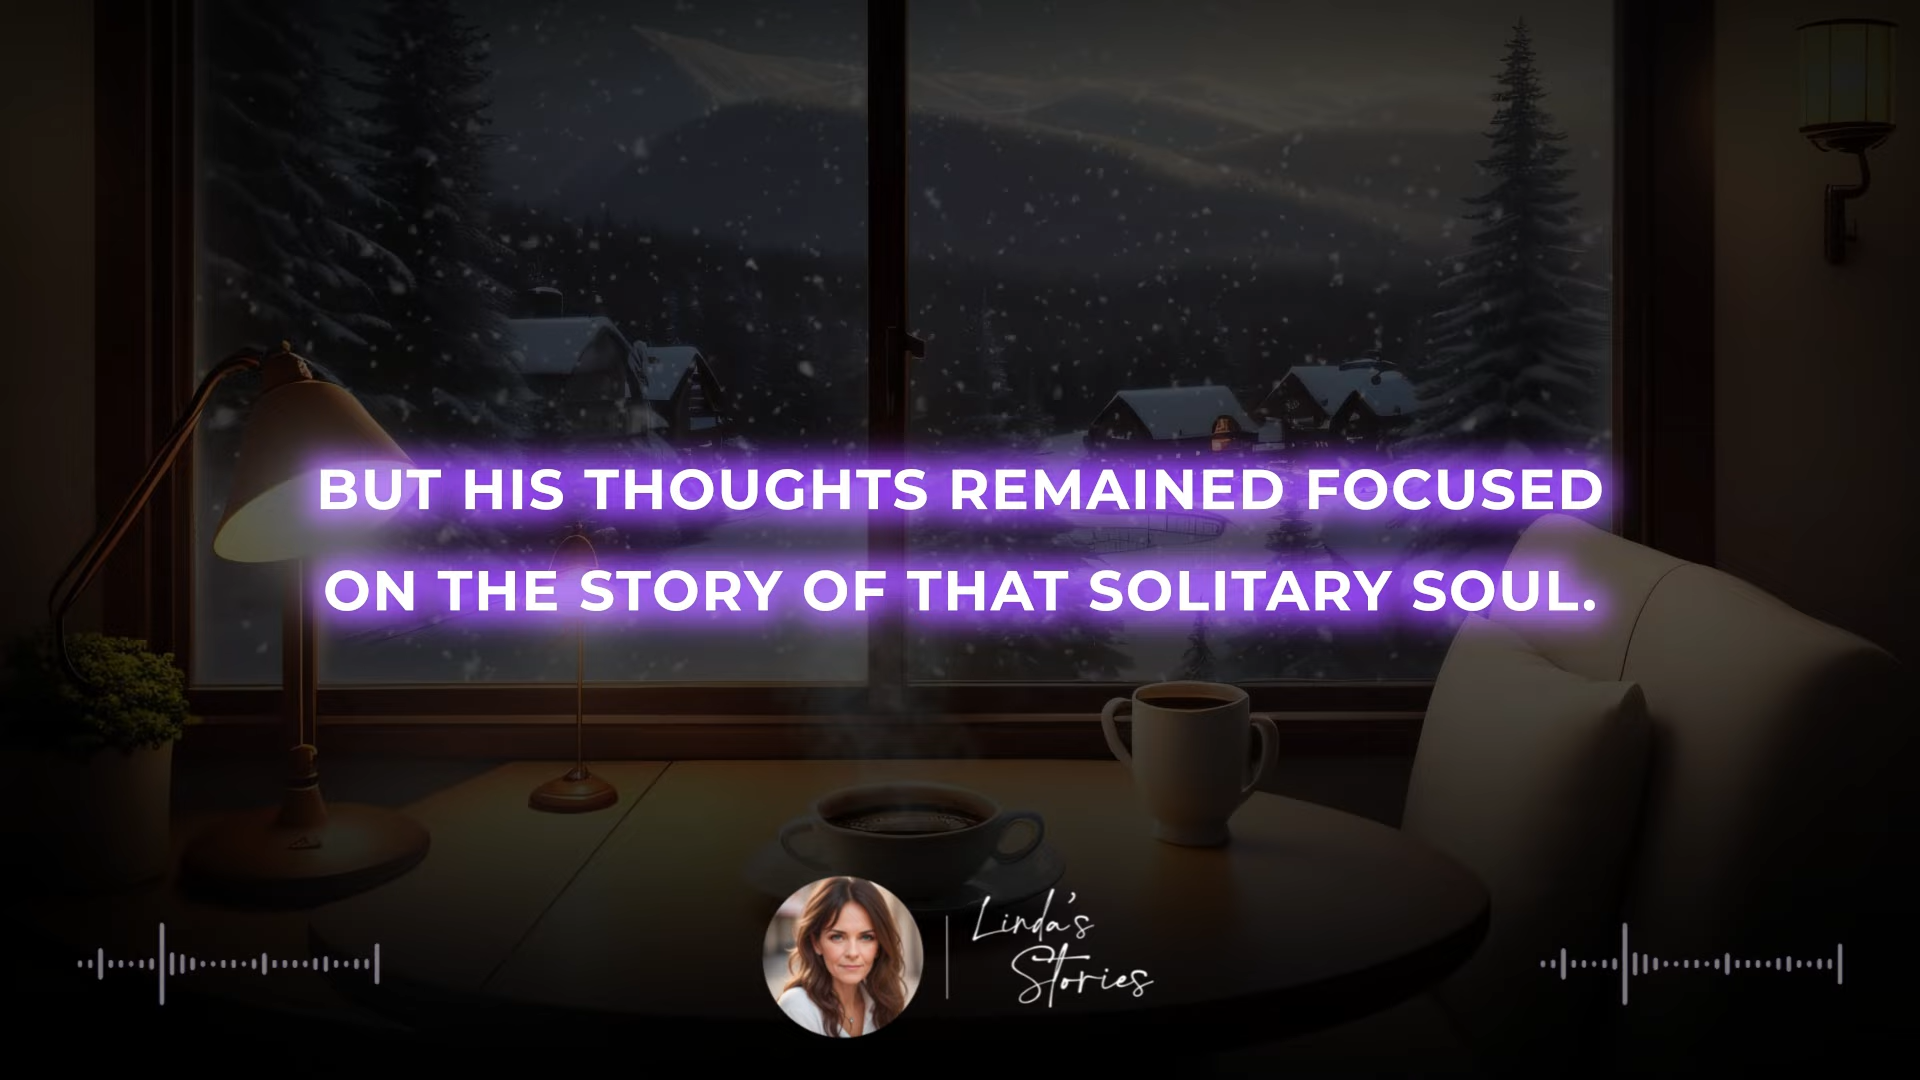 BUT HIS THOUGHTS REMAINED FOCUSED
ON THE STORY OF THAT SOLITARY SOUL.
Linda's
Stories